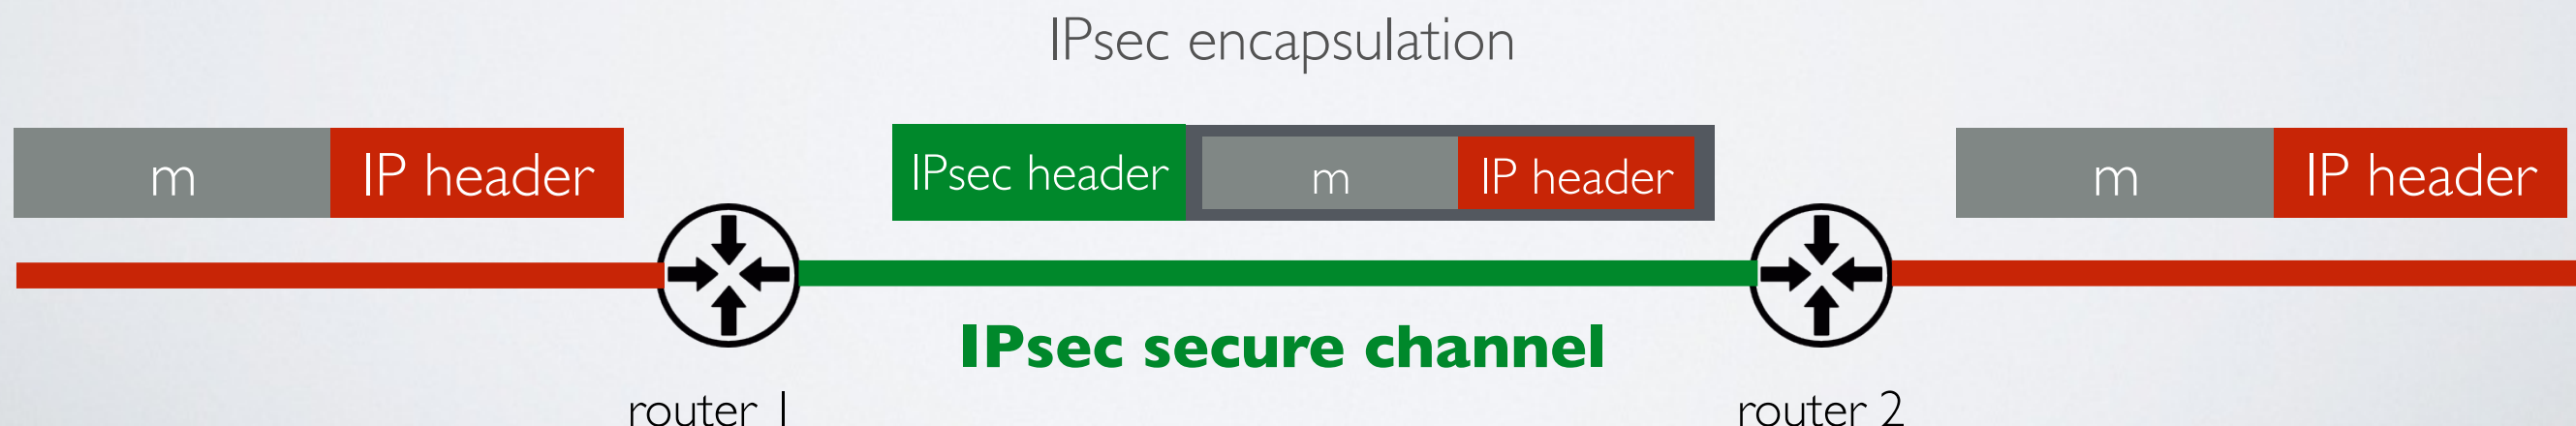 IPsec encapsulation
m IP header
IPsec header m IP header
m IP header
IPsec secure channel
router 1
router 2